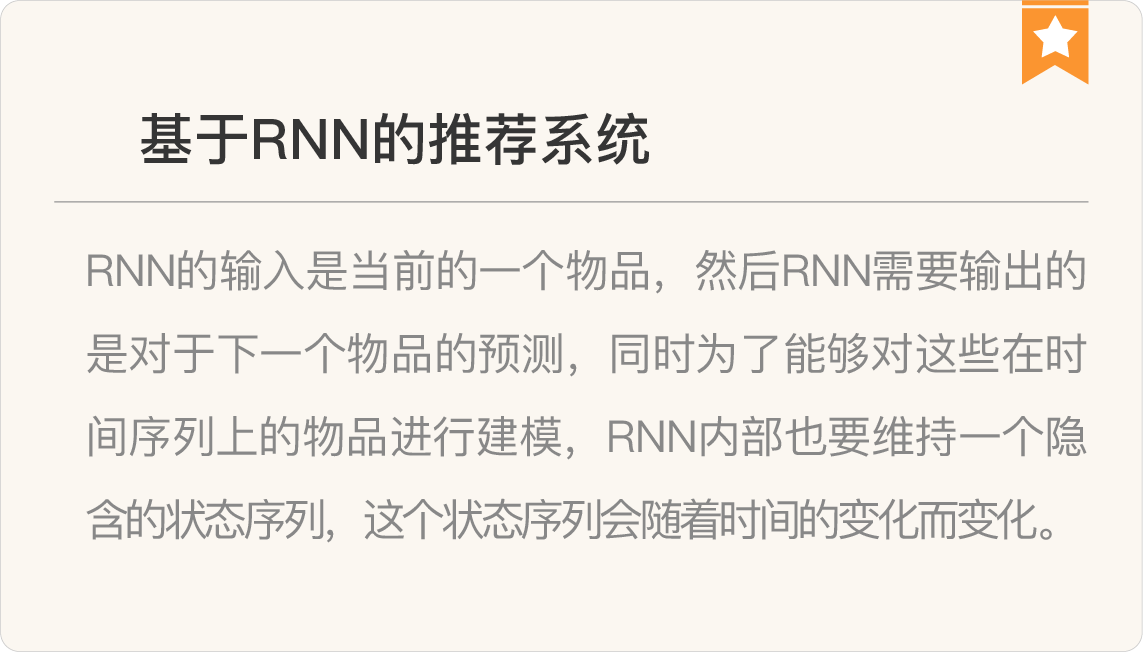 基于RNN的推荐系统
RNN的输入是当前的一个物品，然后RNN需要输出的
是对于下一个物品的预测，同时为了能够对这些在时
间序列上的物品进行建模，RNN内部也要维持一个隐
含的状态序列，这个状态序列会随着时间的变化而变化。